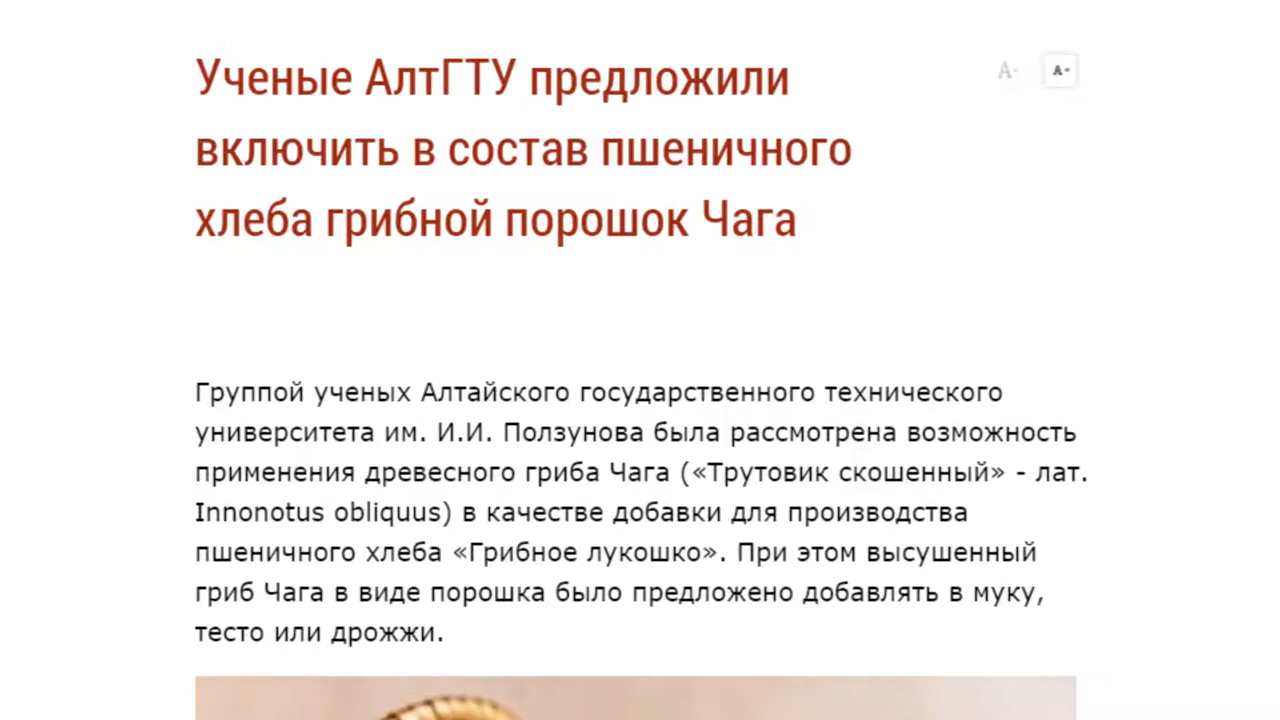 Ученые АлтГТУ предложили
включить в состав пшеничного
хлеба грибной порошок Чага
A- A-
Группой ученых Алтайского государственного технического
университета им. И.И. Ползунова была рассмотрена возможность
применения древесного гриба Чага («Трутовик скошенный» - лат.
Innonotus obliquus) в качестве добавки для производства
пшеничного хлеба «Грибное лукошко». При этом высушенный
гриб Чага в виде порошка было предложено добавлять в муку,
тесто или дрожжи.